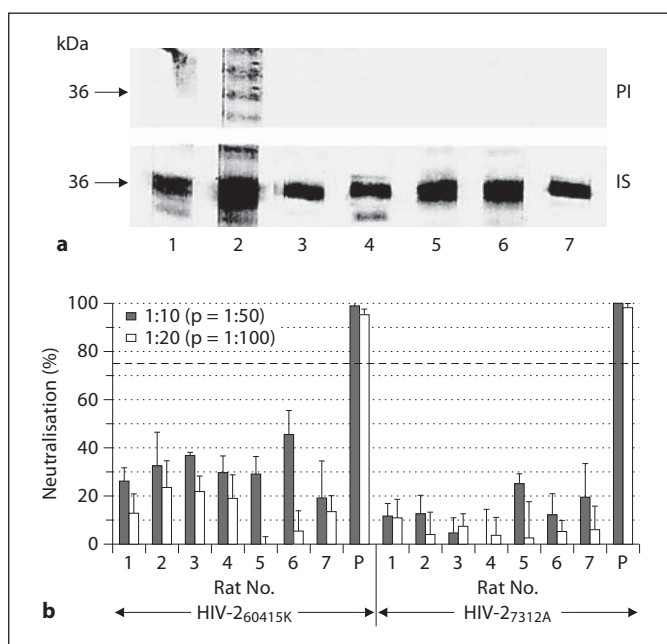 kDa
36
PI
36
IS
1 2 3 4 5 6 7
a
100
80
60
40
20
0
Neutralisation (%)
1:10 (p = 1:50)
1:20 (p = 1:100)
1 2 3 4 5 6 7 P 1 2 3 4 5 6 7 P
Rat No. Rat No.
b
HIV-2₆₀₄₁₅K HIV-2₇₃₁₂A